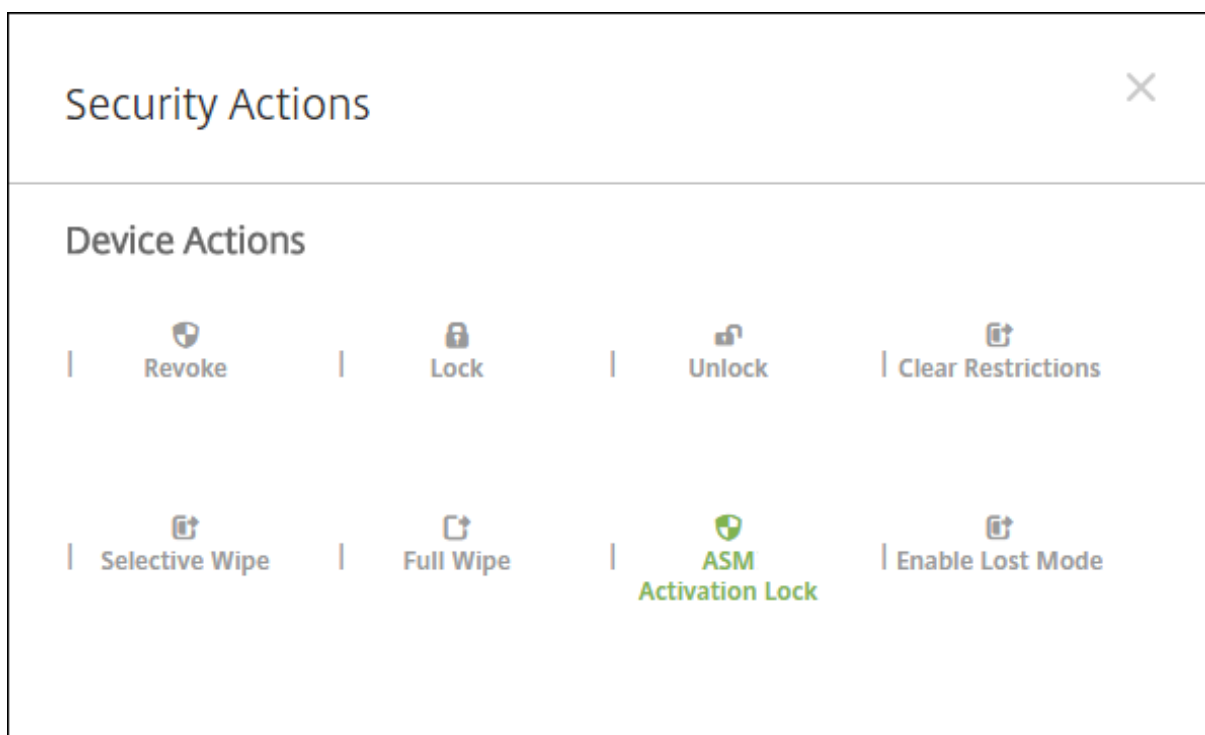 Security Actions
Device Actions
Revoke
Lock
Unlock
Clear Restrictions
Selective Wipe
Full Wipe
ASM
Activation Lock
Enable Lost Mode